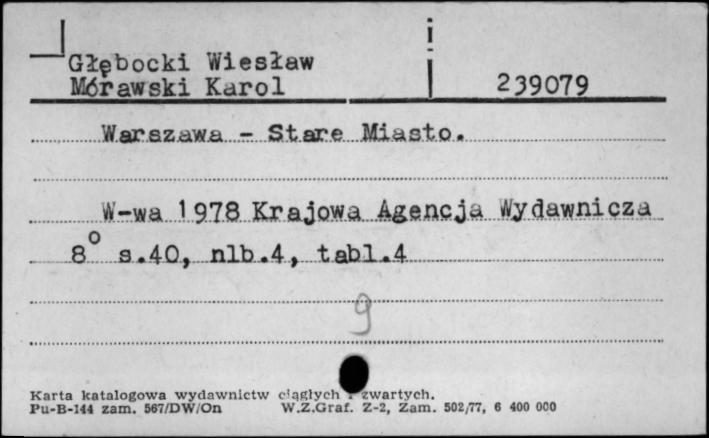 Głębocki Wiesław
Mórawski Karol 239079
Warszawa - Stare Miasto.
W-wa 1978 Krajowa Agencja Wydawnicza
8° s.40, nlb.4, tabl.4
9
Karta katalogowa wydawnictw ciągłych i zwartych.
Pu-B-144 zam. 567/DW/On W.Z.Graf. Z-2, Zam. 502/77, 6 400 000